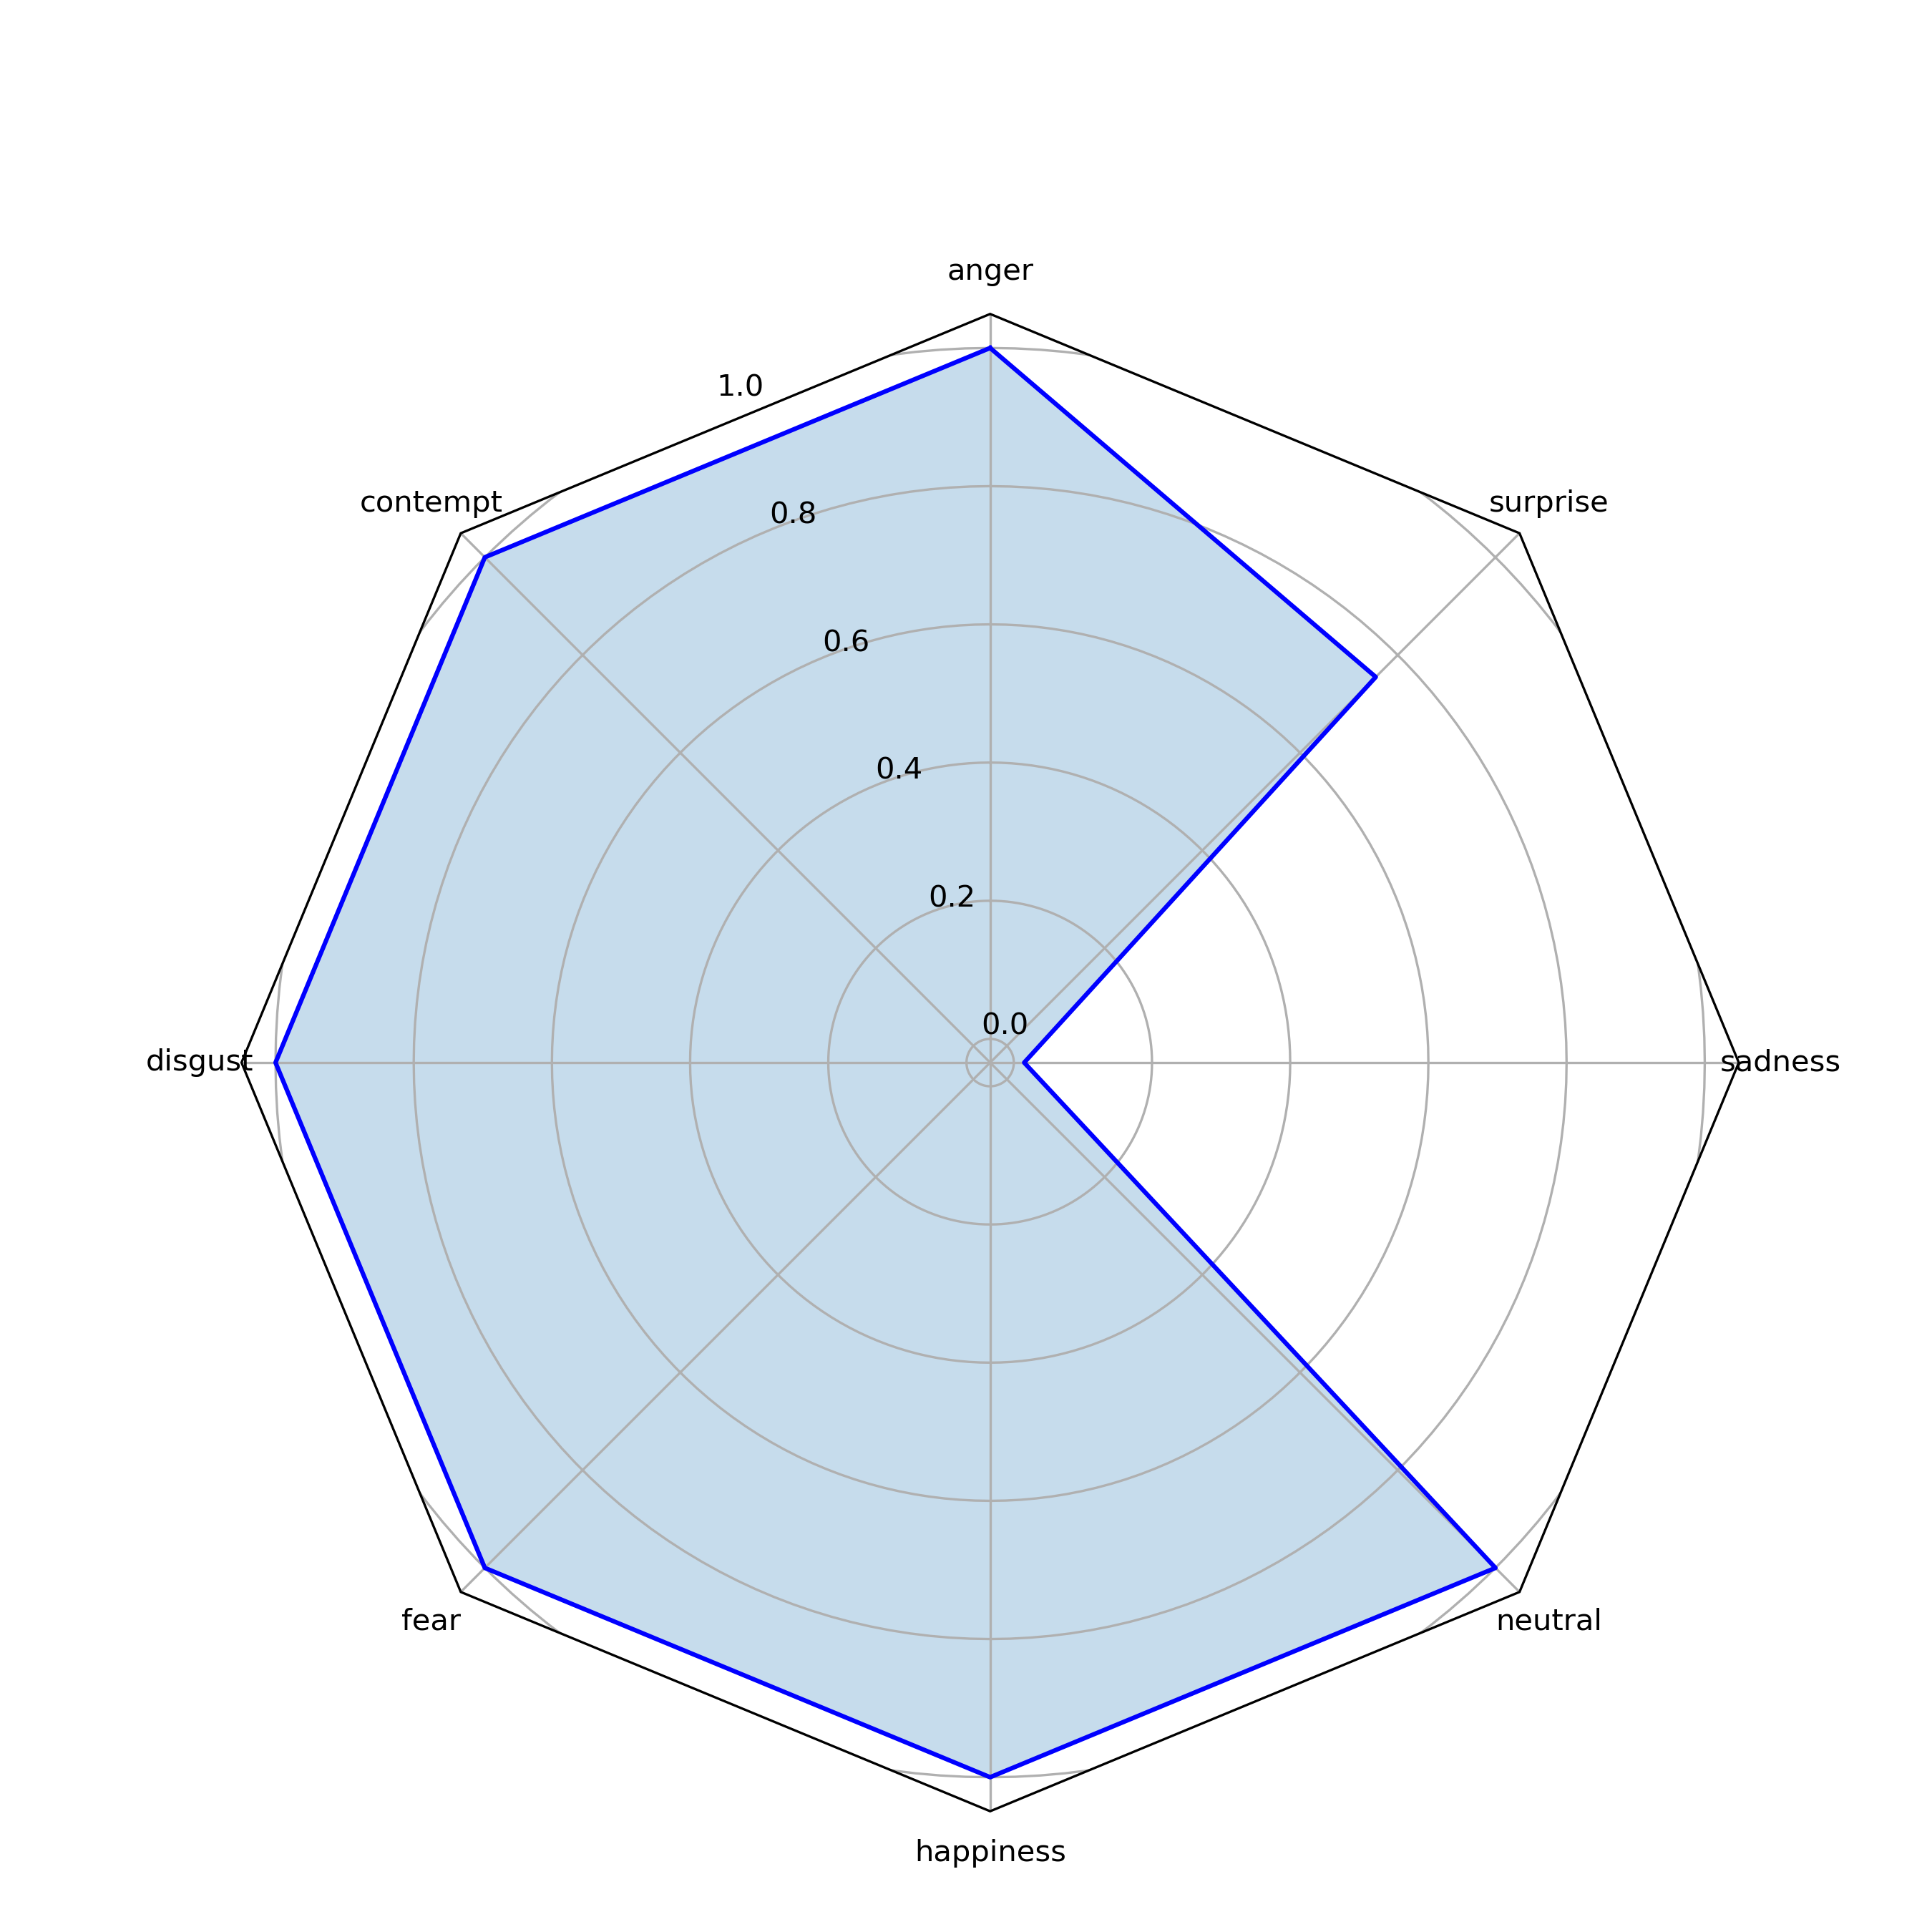 anger
1.0
contempt
surprise
0.8
0.6
0.4
0.2
0.0
disgust
sadness
fear
neutral
happiness